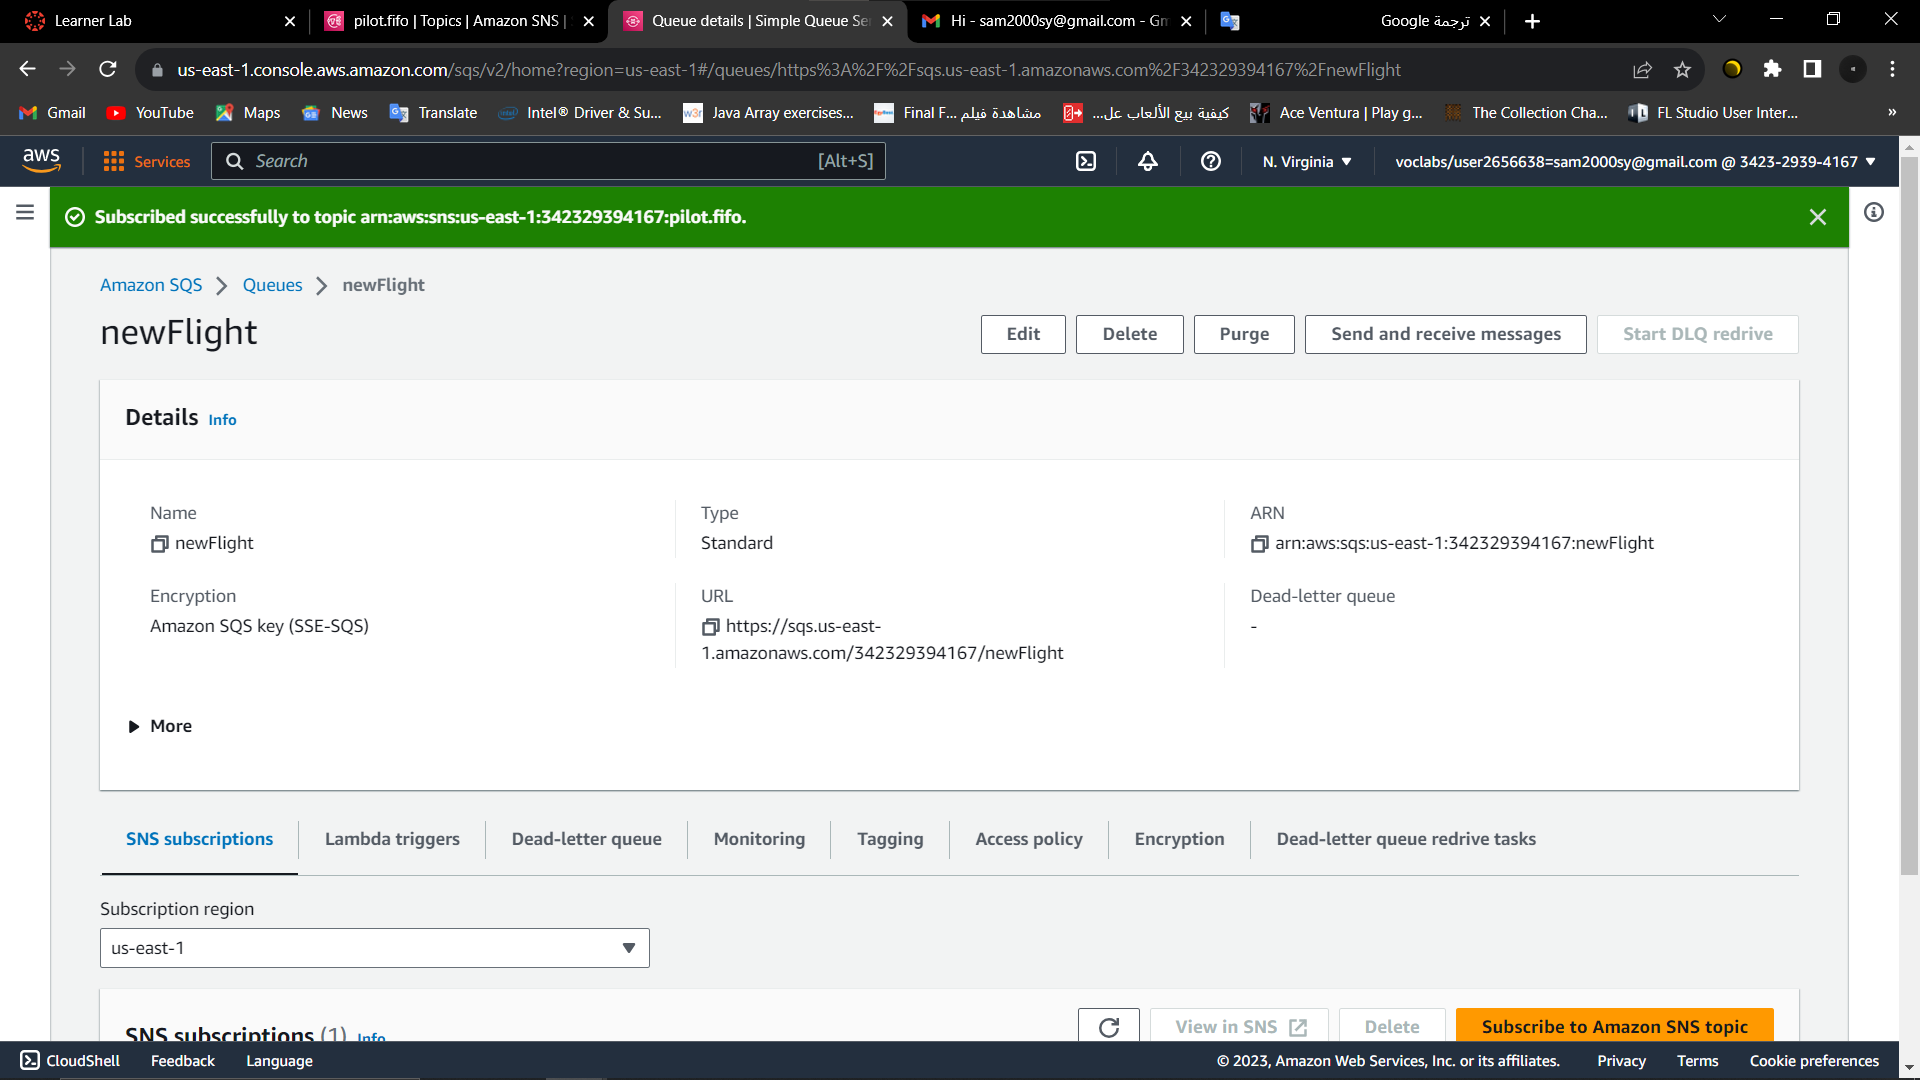 Learner Lab
pilot.fifo | Topics | Amazon SNS |
Queue details | Simple Queue Se
Hi - sam2000sy@gmail.com - Gm
ترجمة Google
us-east-1.console.aws.amazon.com/sqs/v2/home?region=us-east-1#/queues/https%3A%2F%2Fsqs.us-east-1.amazonaws.com%2F342329394167%2FnewFlight
Gmail
YouTube
Maps
News
Translate
Intel® Driver & Su...
w3r
Java Array exercises...
مشاهدة فيلم Final F...
كيفية بيع الألعاب عل...
Ace Ventura | Play g...
The Collection Cha...
FL Studio User Inter...
»
aws
Services
Search
[Alt+S]
N. Virginia
voclabs/user2656638=sam2000sy@gmail.com @ 3423-2939-4167
Subscribed successfully to topic arn:aws:sns:us-east-1:342329394167:pilot.fifo.
Amazon SQS
Queues
newFlight
newFlight
Edit
Delete
Purge
Send and receive messages
Start DLQ redrive
Details Info
Name
newFlight
Type
Standard
ARN
arn:aws:sqs:us-east-1:342329394167:newFlight
Encryption
Amazon SQS key (SSE-SQS)
URL
https://sqs.us-east-
1.amazonaws.com/342329394167/newFlight
Dead-letter queue
-
More
SNS subscriptions
Lambda triggers
Dead-letter queue
Monitoring
Tagging
Access policy
Encryption
Dead-letter queue redrive tasks
Subscription region
us-east-1
SNS subscriptions (1) Info
View in SNS
Delete
Subscribe to Amazon SNS topic
CloudShell
Feedback
Language
© 2023, Amazon Web Services, Inc. or its affiliates.
Privacy
Terms
Cookie preferences